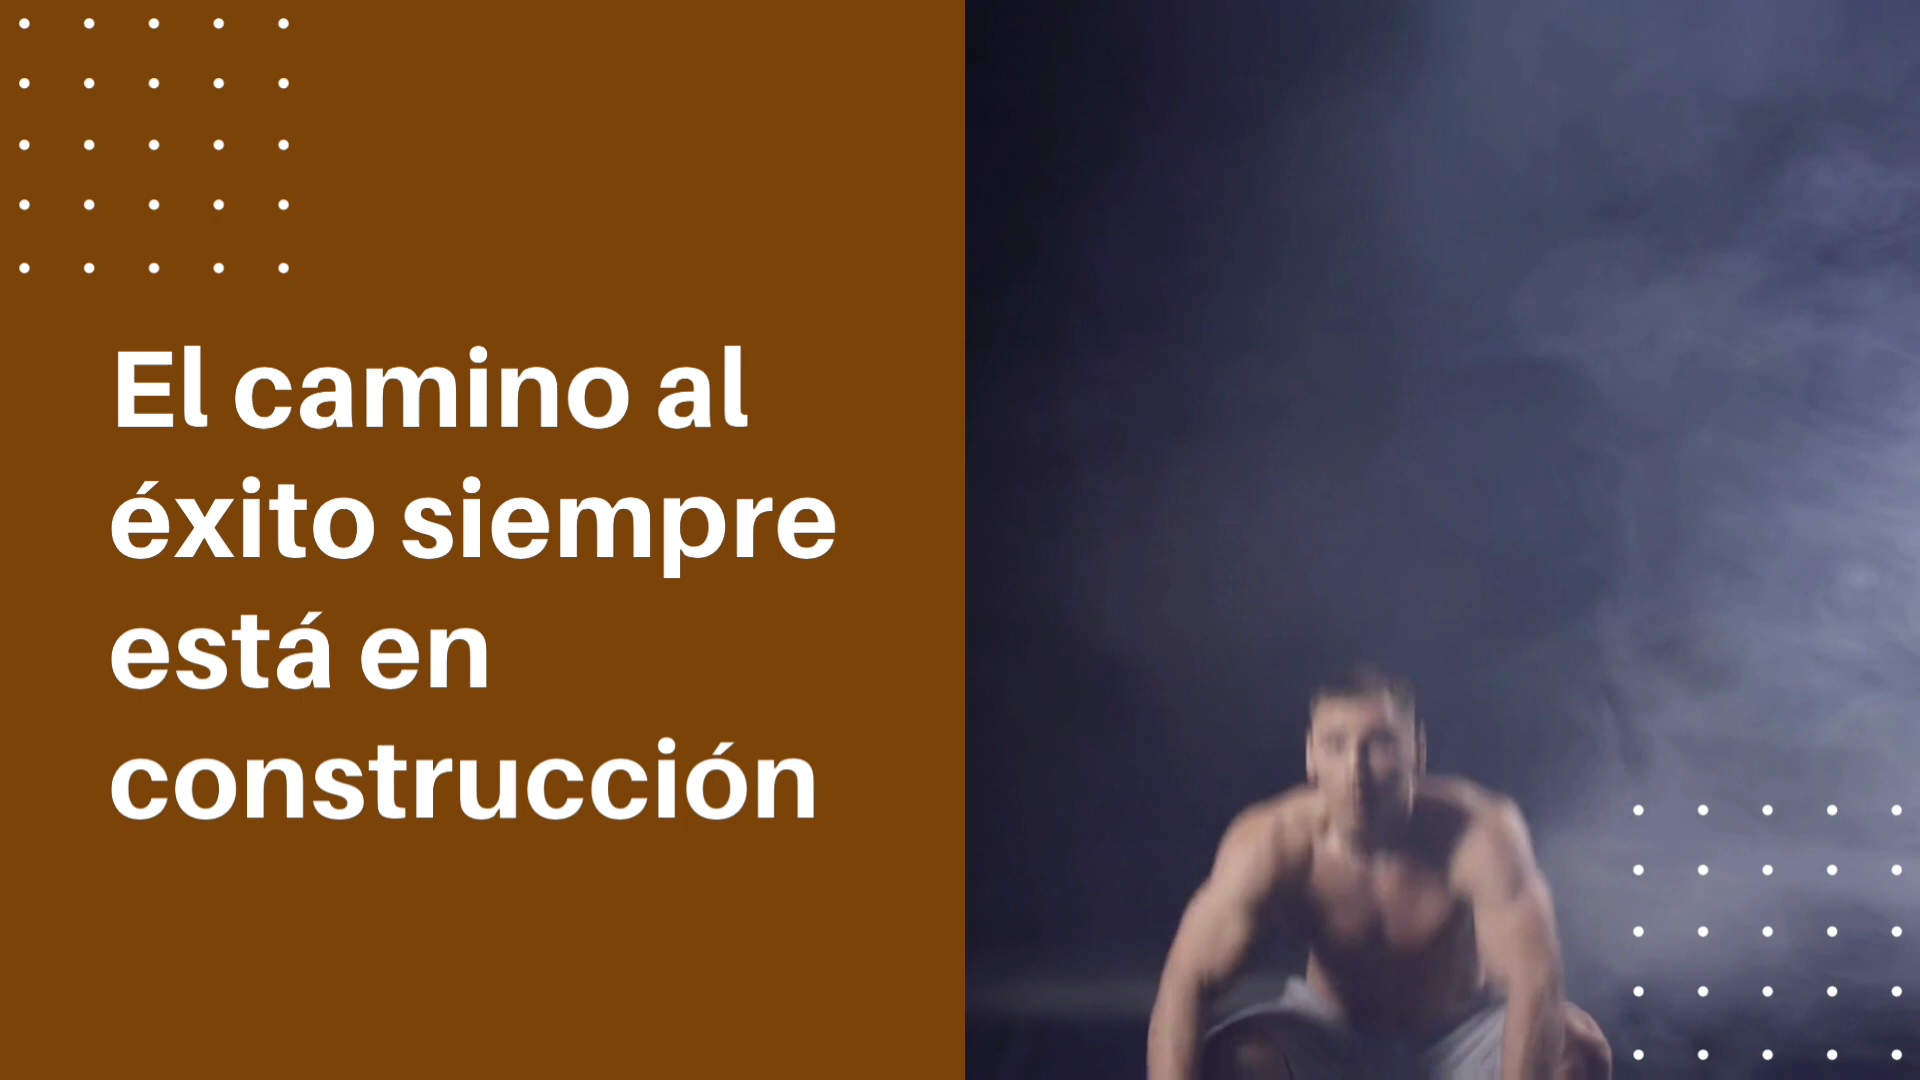 El camino al
éxito siempre
está en
construcción